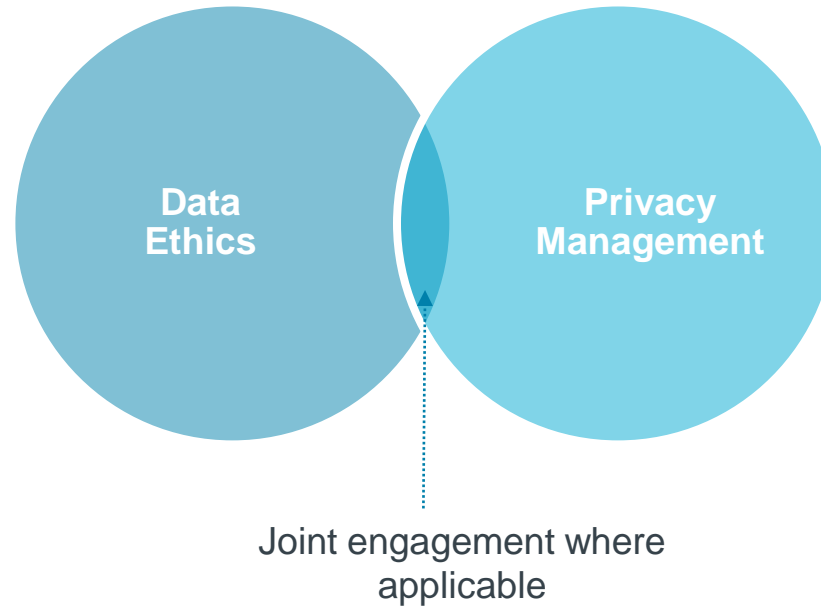 Data
Ethics
Privacy
Management
Joint engagement where
applicable